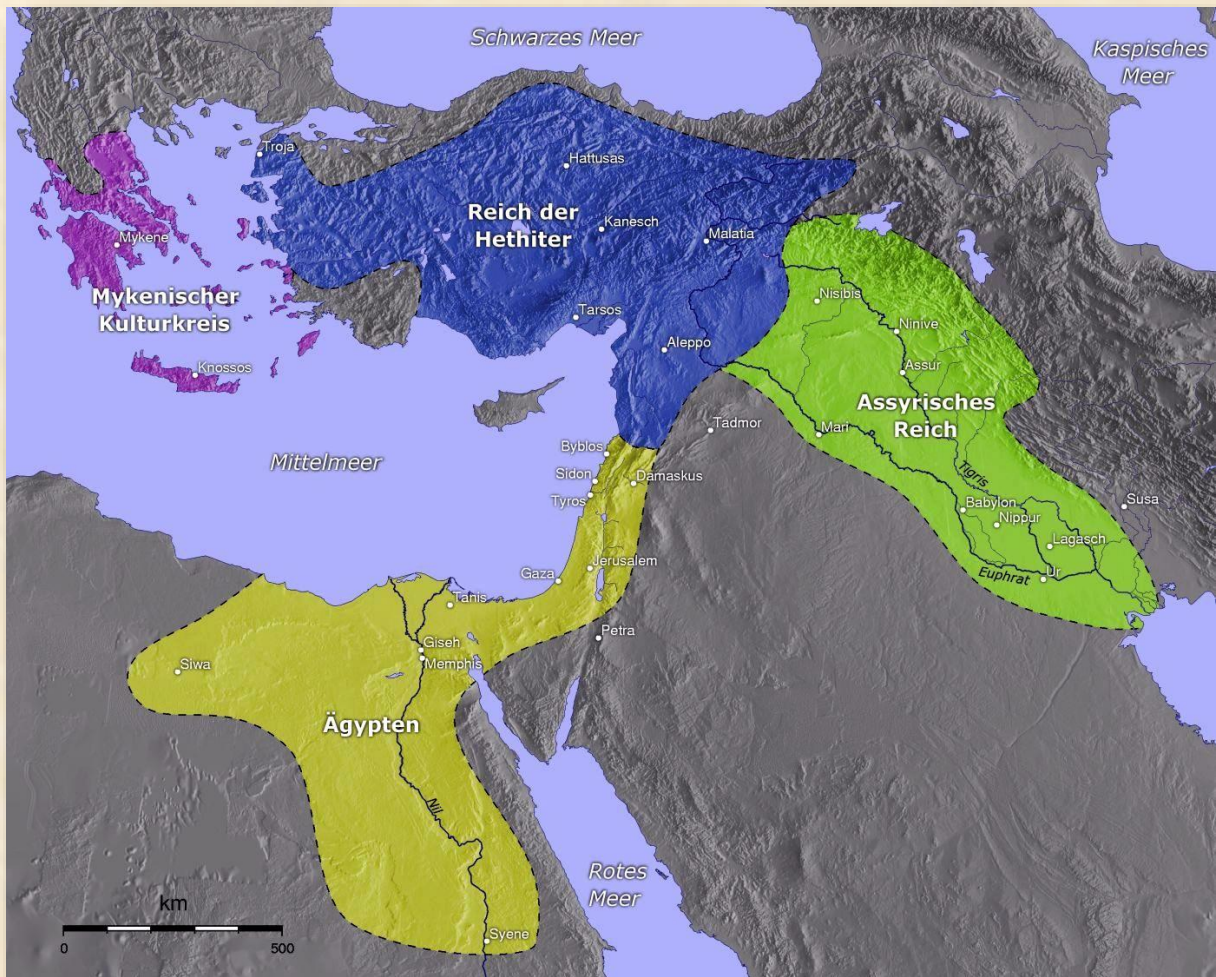 Schwarzes Meer
Kaspisches
Meer
Troja
Hattusas
Reich der
Hethiter
Kanesch
Malatia
Mykene
Mykenischer
Kulturkreis
Nisibis
Tarsos
Ninive
Aleppo
Assur
Knossos
Assyrisches
Reich
Tadmor
Mari
Byblos
Mittelmeer
Sidon
Damaskus
Tigris
Tyros
Susa
Babylon
Nippur
Lagasch
Jerusalem
Gaza
Euphrat
Ur
Tanis
Petra
Giseh
Memphis
Siwa
Ägypten
Nil
Rotes
Meer
km
0
500
Syene